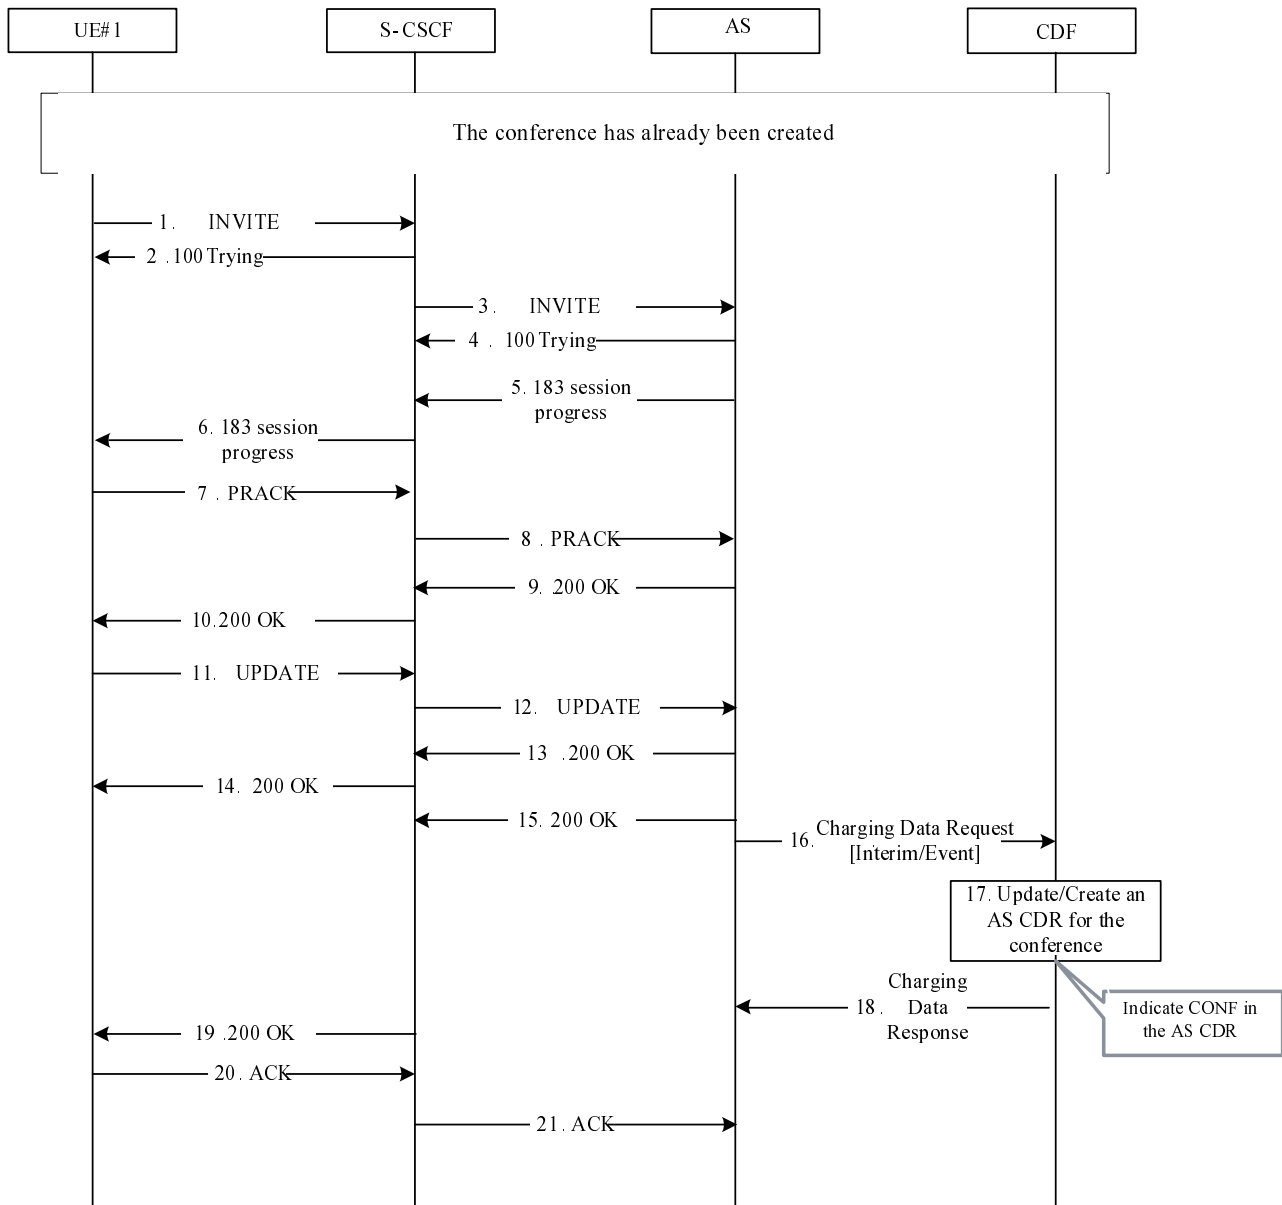 UE#1
S-CSCF
AS
CDF
The conference has already been created
1. INVITE
2 .100 Trying
3. INVITE
4 . 100 Trying
5. 183 session
progress
6. 183 session
progress
7 . PRACK
8 . PRACK
9. .200 OK
10.200 OK
11. UPDATE
12. UPDATE
13 .200 OK
14. 200 OK
15. 200 OK
16. Charging Data Request
[Interim/Event]
17. Update/Create an
AS CDR for the
conference
Charging
18. Data
Response
Indicate CONF in
the AS CDR
19 .200 OK
20. ACK
21. ACK